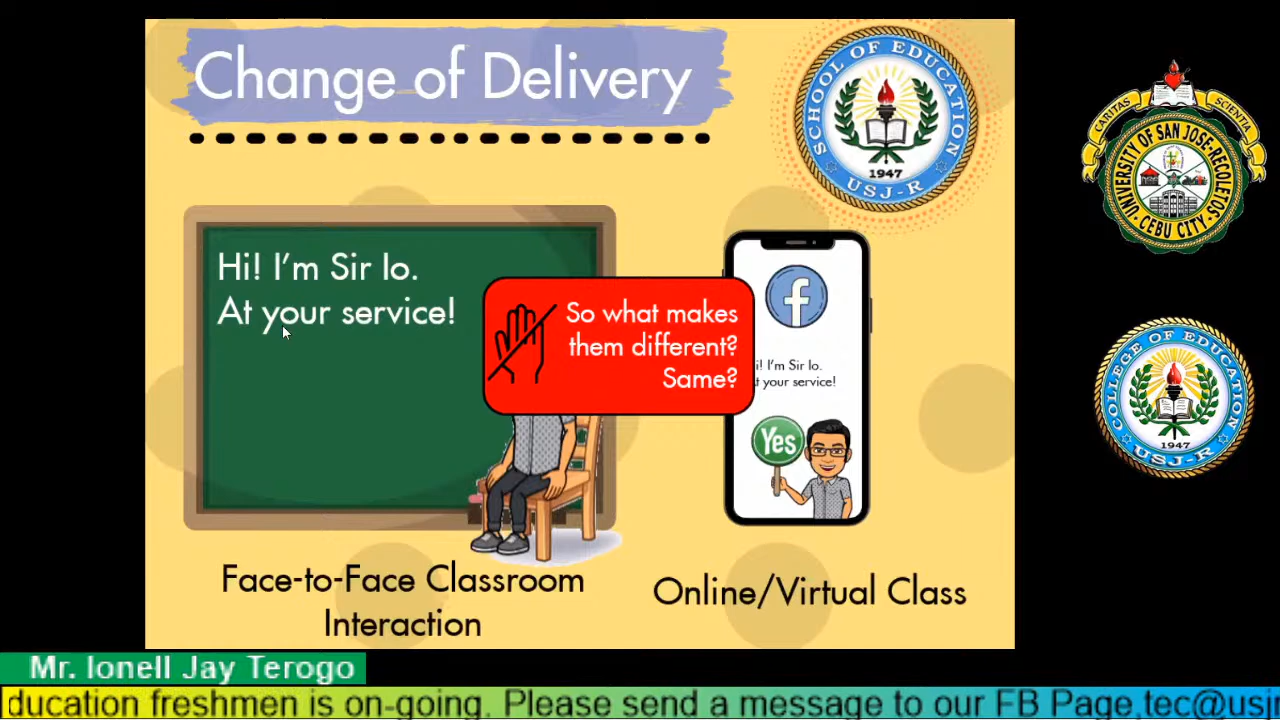 Change of Delivery
SCHOOL OF EDUCATION
1947
USJ-R
CARITAS
SCIENTIA
UNIVERSITY OF SAN JOSE-RECOLETOS
CEBU CITY
Hi! I'm Sir Io.
At your service!
So what makes
them different?
Same?
i! I'm Sir Io.
t your service!
Yes
COLLEGE OF EDUCATION
1947
USJ-R
Face-to-Face Classroom
Interaction
Online/Virtual Class
Mr. Ionell Jay Terogo
ducation freshmen is on-going. Please send a message to our FB Page,tec@usj